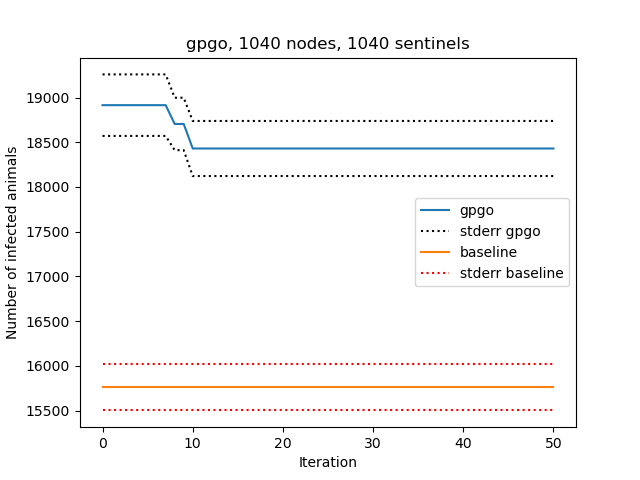 gpgo, 1040 nodes, 1040 sentinels
Number of infected animals
19000
18500
18000
17500
17000
16500
16000
15500
gpgo
stderr gpgo
baseline
stderr baseline
0 10 20 30 40 50
Iteration